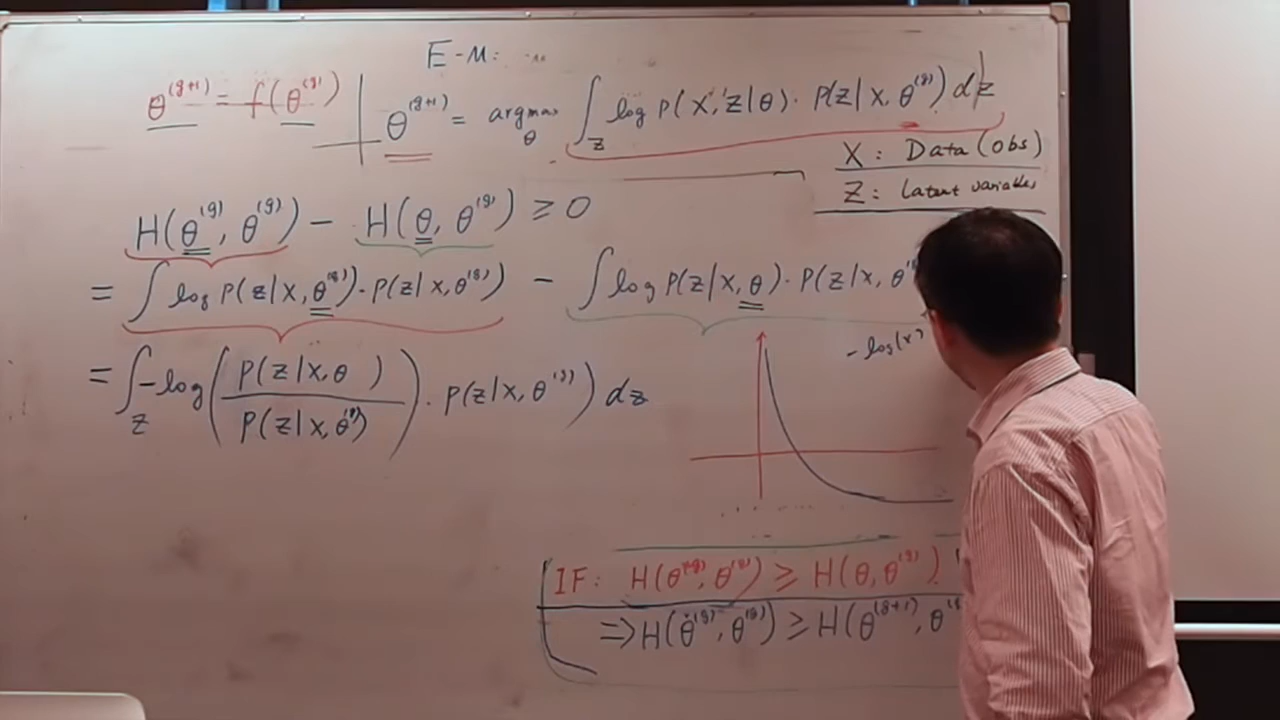 E-M:
θ^(g+1) = f(θ^(g))
θ^(g+1) = argmax_θ ∫_Z log P(X, Z|θ) · P(Z|X, θ^(g)) dz
X: Data (obs)
Z: Latent variables
H(θ^(g), θ^(g)) - H(θ, θ^(g)) ≥ 0
= ∫ log P(z|X, θ^(g)) · P(z|X, θ^(g)) - ∫ log P(z|X, θ) · P(z|X, θ
-log(x)
= ∫_Z -log( P(z|X, θ ) / P(z|X, θ^(g)) ) · P(z|X, θ^(g)) dz
IF: H(θ^(g), θ^(g)) ≥ H(θ, θ^(g))
⇒ H(θ^(g), θ^(g)) ≥ H(θ^(g+1), θ^(g